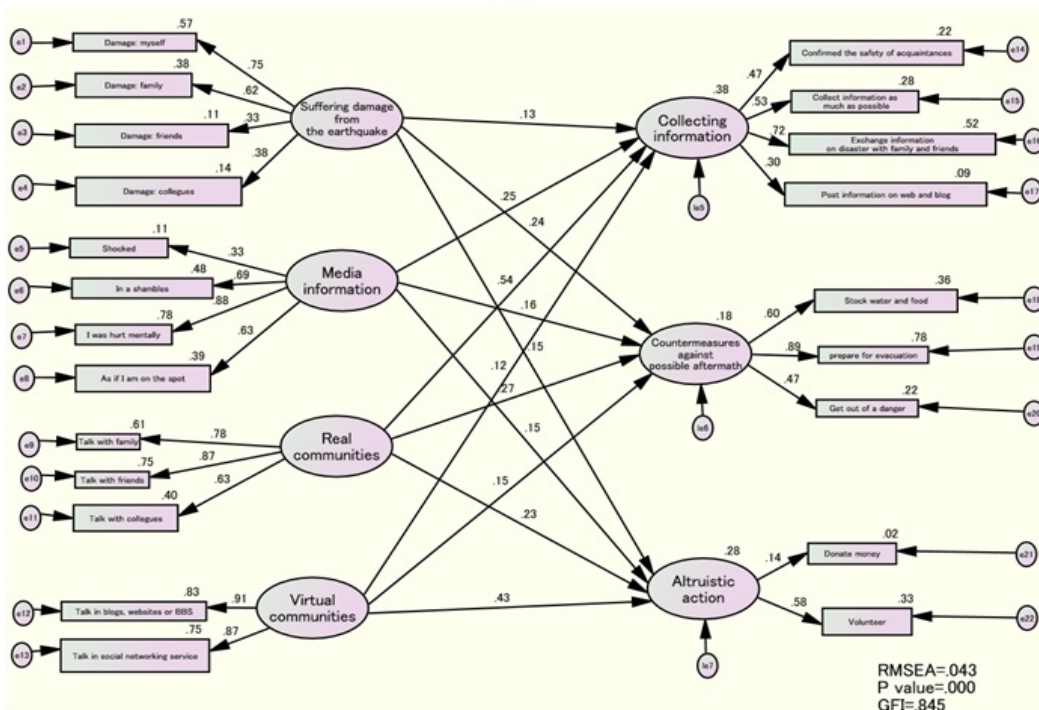 .57
e1
Damage: myself
.75
.38
e2
Damage: family
.62
.11
e3
Damage: friends
.33
.14
e4
Damage: collegues
.38
Suffering damage
from
the earthquake
.11
e5
Shocked
.33
.48
e6
In a shambles
.69
.78
e7
I was hurt mentally
.88
.39
e8
As if I am on the spot
.63
Media
information
.61
e9
Talk with family
.78
.75
e10
Talk with friends
.87
.40
e11
Talk with collegues
.63
Real
communities
.83
e12
Talk in blogs, websites or BBS
.91
.75
e13
Talk in social networking service
.87
Virtual
communities
.13
.25
.24
.54
.16
.12
.15
.27
.15
.15
.23
.43
.38
Collecting
information
le5
.47
.22
Confirmed the safety of acquaintances
e14
.53
.28
Collect information as
much as possible
e15
.72
.52
Exchange information
on disaster with family and friends
e16
.30
.09
Post information on web and blog
e17
.18
Countermeasures
against
possible aftermath
le6
.60
.36
Stock water and food
e18
.89
.78
prepare for evacuation
e19
.47
.22
Get out of a danger
e20
.28
Altruistic
action
le7
.14
.02
Donate money
e21
.58
.33
Volunteer
e22
RMSEA=.043
P value=.000
GFI=.845